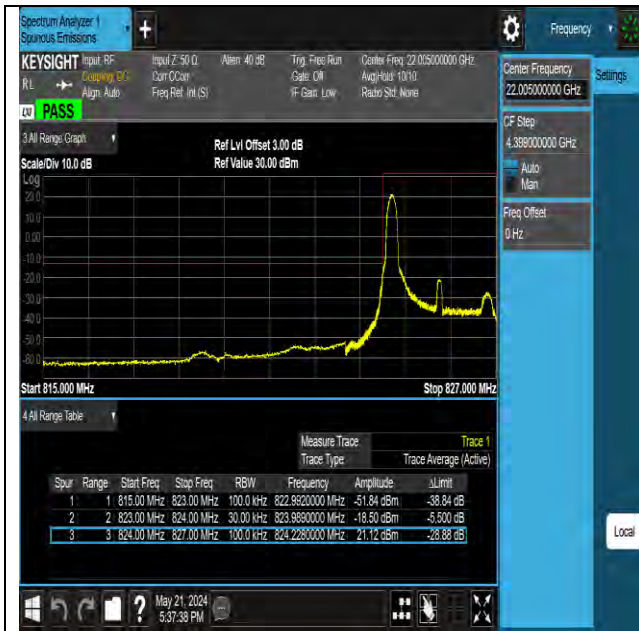 Spectrum Analyzer 1
Spurious Emissions
+
Frequency
KEYSIGHT Input: RF Input Z: 50 Ω Atten: 40 dB Trig: Free Run Center Freq: 22.005000000 GHz
RL Coupling: DC Corr CCorr Gate: Off Avg|Hold: 10/10
Align: Auto Freq Ref: Int (S) IF Gain: Low Radio Std: None
PASS
Center Frequency
22.005000000 GHz
Settings
CF Step
4.399000000 GHz
Auto
Man
Freq Offset
0 Hz
Local
3 All Range Graph
Ref Lvl Offset 3.00 dB
Scale/Div 10.0 dB Ref Value 30.00 dBm
Log
20.0
10.0
0.00
-10.0
-20.0
-30.0
-40.0
-50.0
-60.0
Start 815.000 MHz Stop 827.000 MHz
4 All Range Table
Measure Trace Trace 1
Trace Type Trace Average (Active)
Spur Range Start Freq Stop Freq RBW Frequency Amplitude ΔLimit
1 1 815.00 MHz 823.00 MHz 100.0 kHz 822.9920000 MHz -51.84 dBm -38.84 dB
2 2 823.00 MHz 824.00 MHz 30.00 kHz 823.9890000 MHz -18.50 dBm -5.500 dB
3 3 824.00 MHz 827.00 MHz 100.0 kHz 824.2280000 MHz 21.12 dBm -28.88 dB
? May 21, 2024
5:37:38 PM